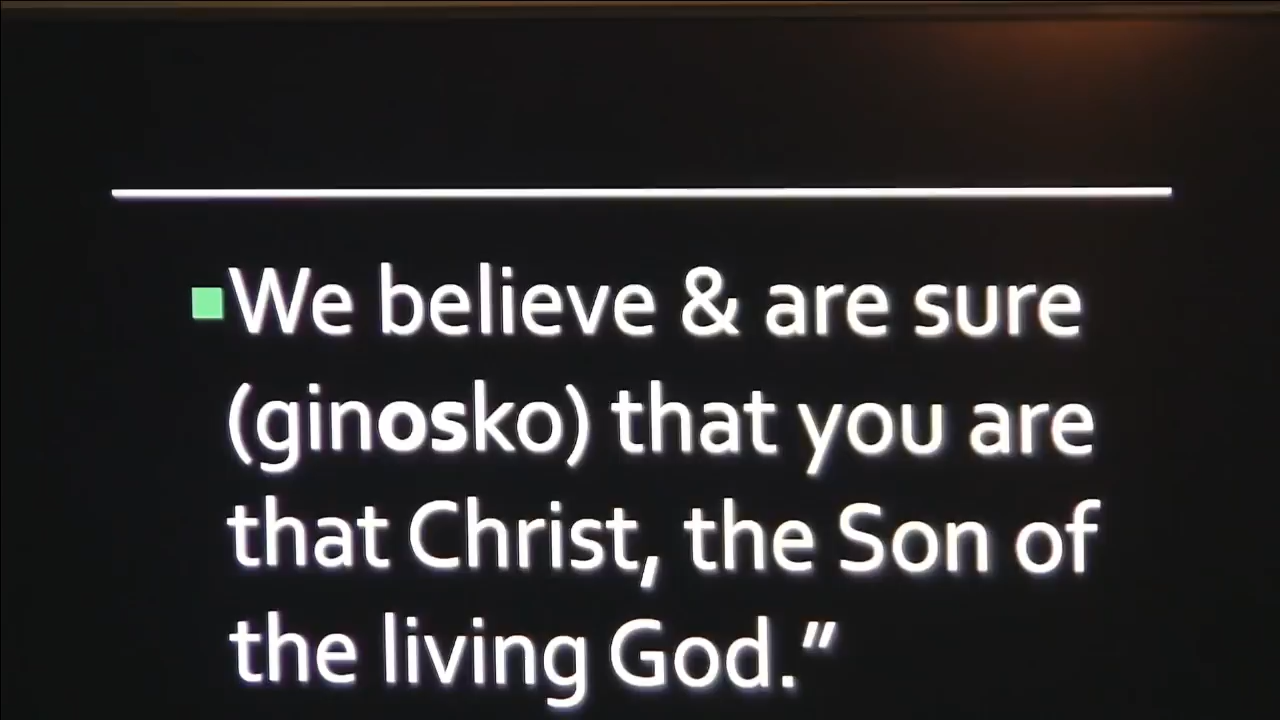 We believe & are sure
(ginosko) that you are
that Christ, the Son of
the living God.”